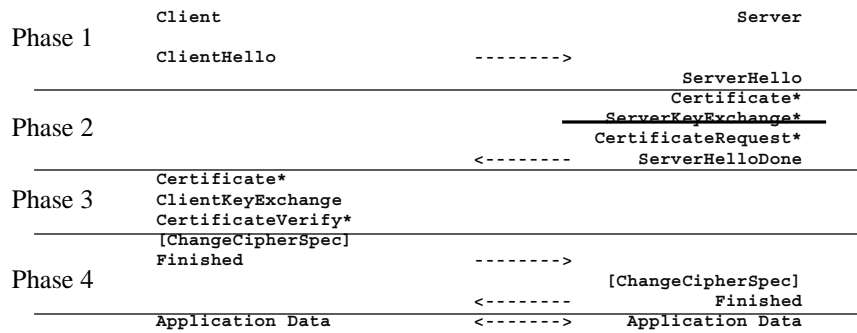 Client Server
Phase 1
ClientHello -------->
ServerHello
Certificate*
ServerKeyExchange*
Phase 2
CertificateRequest*
<-------- ServerHelloDone
Certificate*
Phase 3 ClientKeyExchange
CertificateVerify*
[ChangeCipherSpec]
Finished -------->
Phase 4 [ChangeCipherSpec]
<-------- Finished
Application Data <-------> Application Data